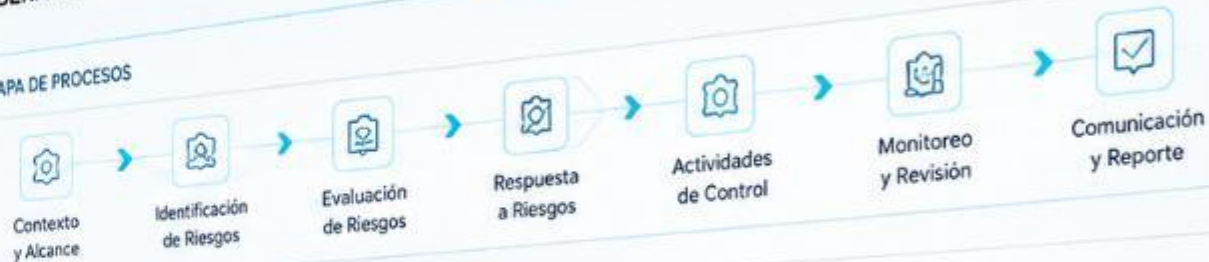 APA DE PROCESOS
Contexto
y Alcance
Identificación
de Riesgos
Evaluación
de Riesgos
Respuesta
a Riesgos
Actividades
de Control
Monitoreo
y Revisión
Comunicación
y Reporte